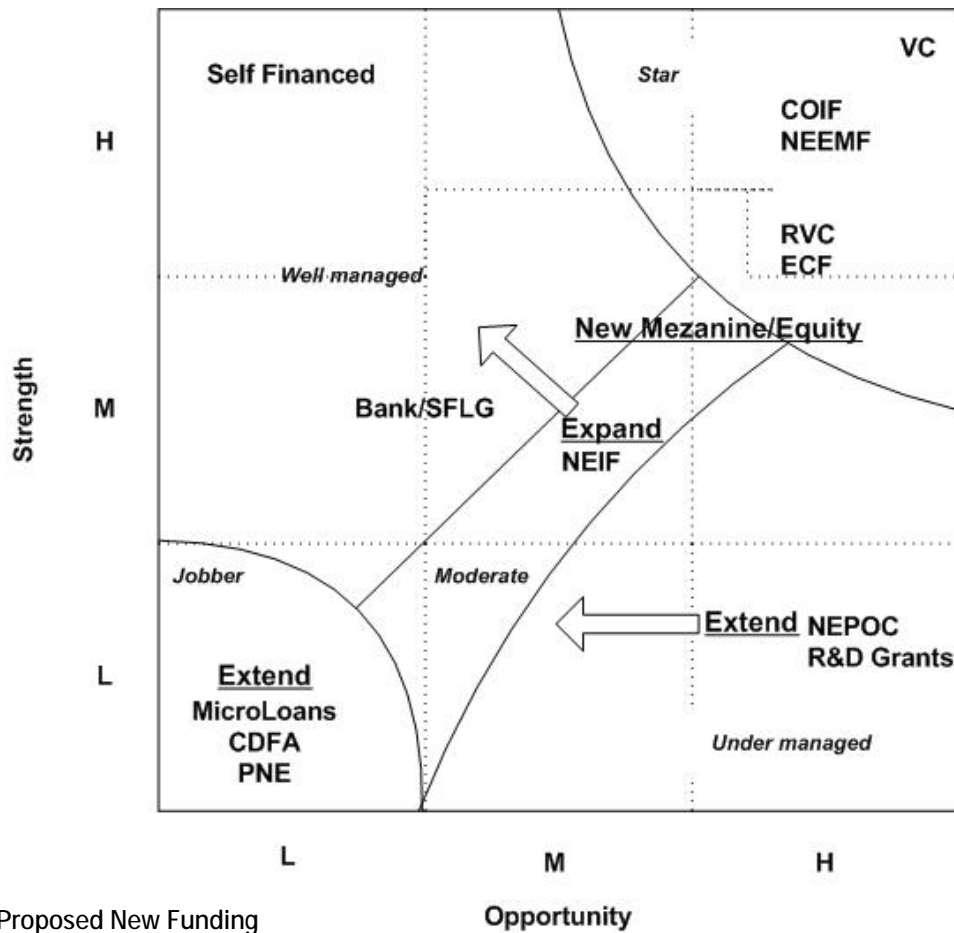 VC
Self Financed
Star
COIF
NEEMF
H
RVC
ECF
Well managed
New Mezanine/Equity
Strength
M
Bank/SFLG
Expand
NEIF
Jobber
Moderate
Extend
NEPOC
R&D Grants
L
Extend
MicroLoans
CDFA
PNE
Under managed
L
M
H
Opportunity
Proposed New Funding